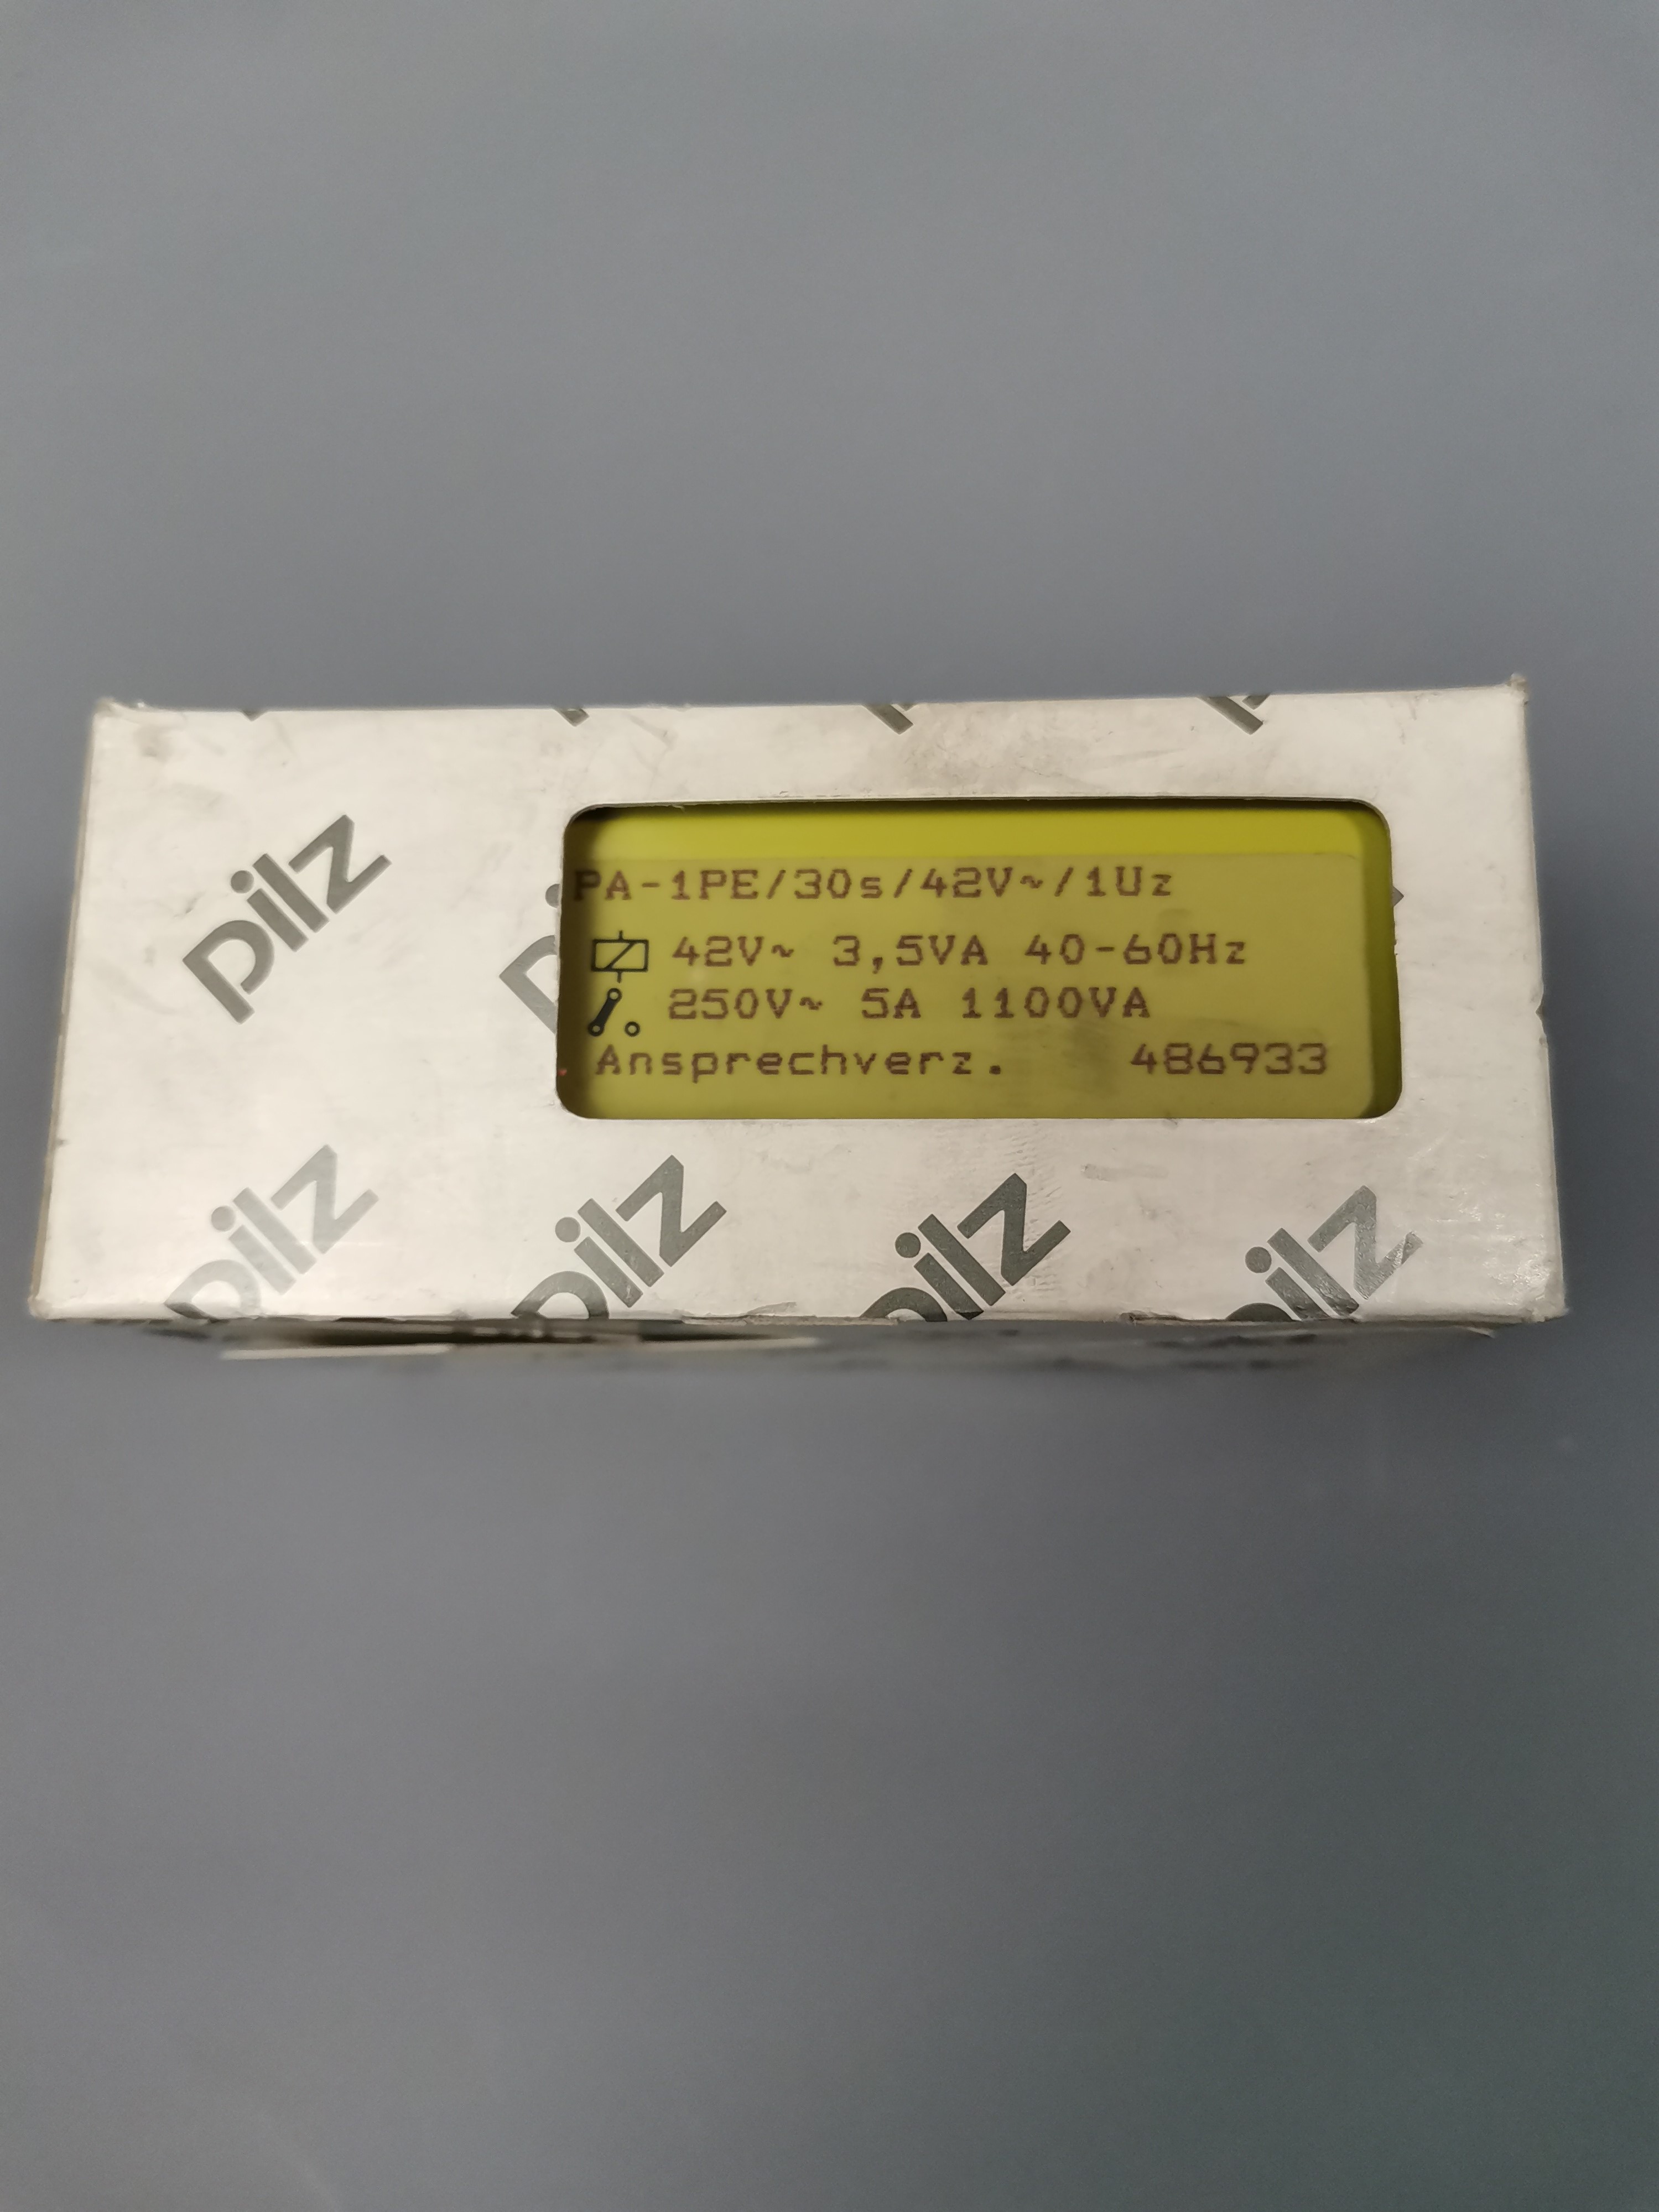 pilz
PA-1PE/30s/42V~/1Uz
42V~ 3,5VA 40-60Hz
250V~ 5A 1100VA
Ansprechverz. 486933
pilz
pilz
pilz
pilz